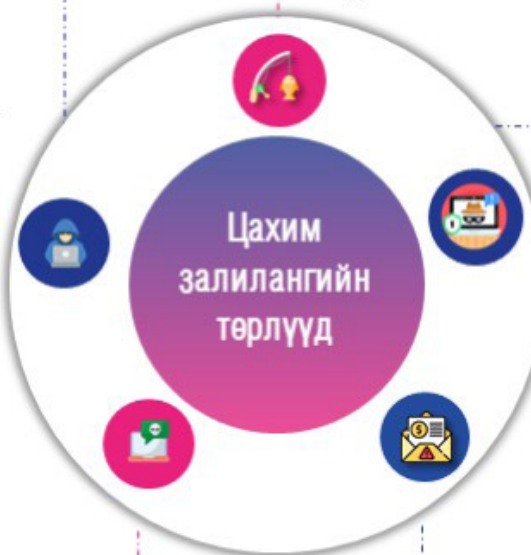 Цахим
залилангийн
төрлүүд